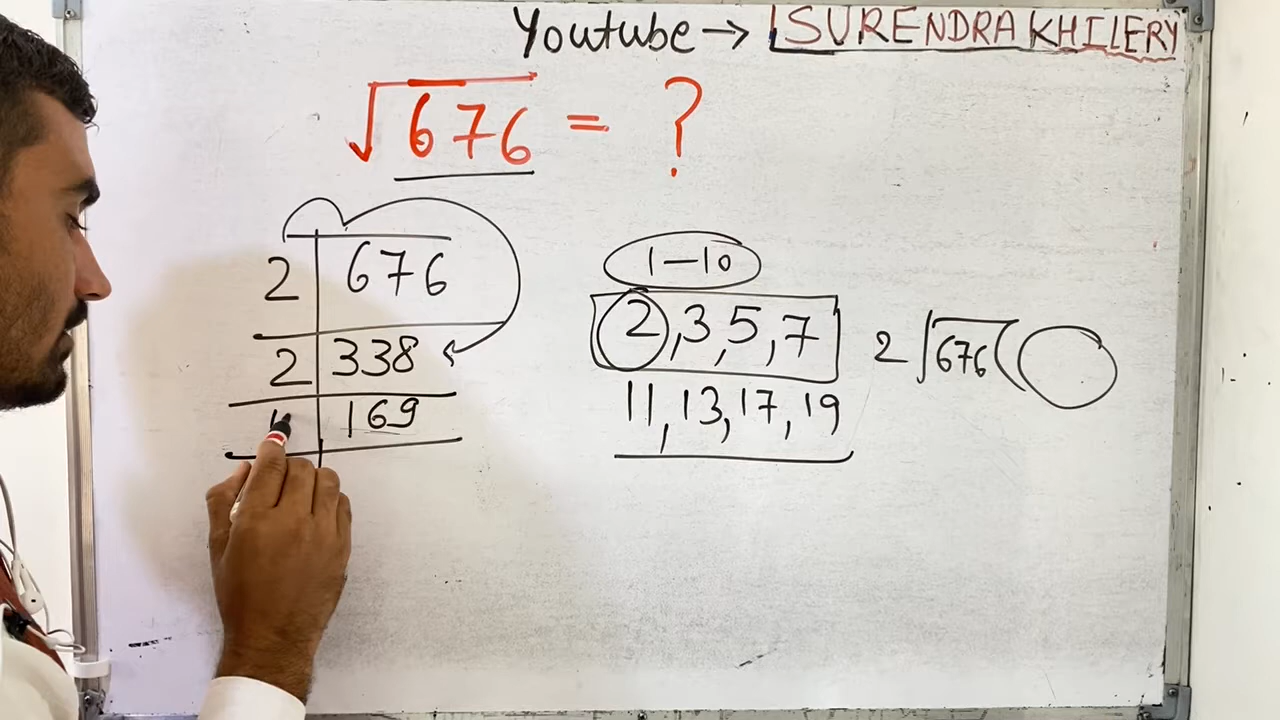 Youtube → SURENDRA KHILERY
√676 = ?
2 | 676
2 | 338
1 | 169
1–10
2, 3, 5, 7
11, 13, 17, 19
2 √676 (